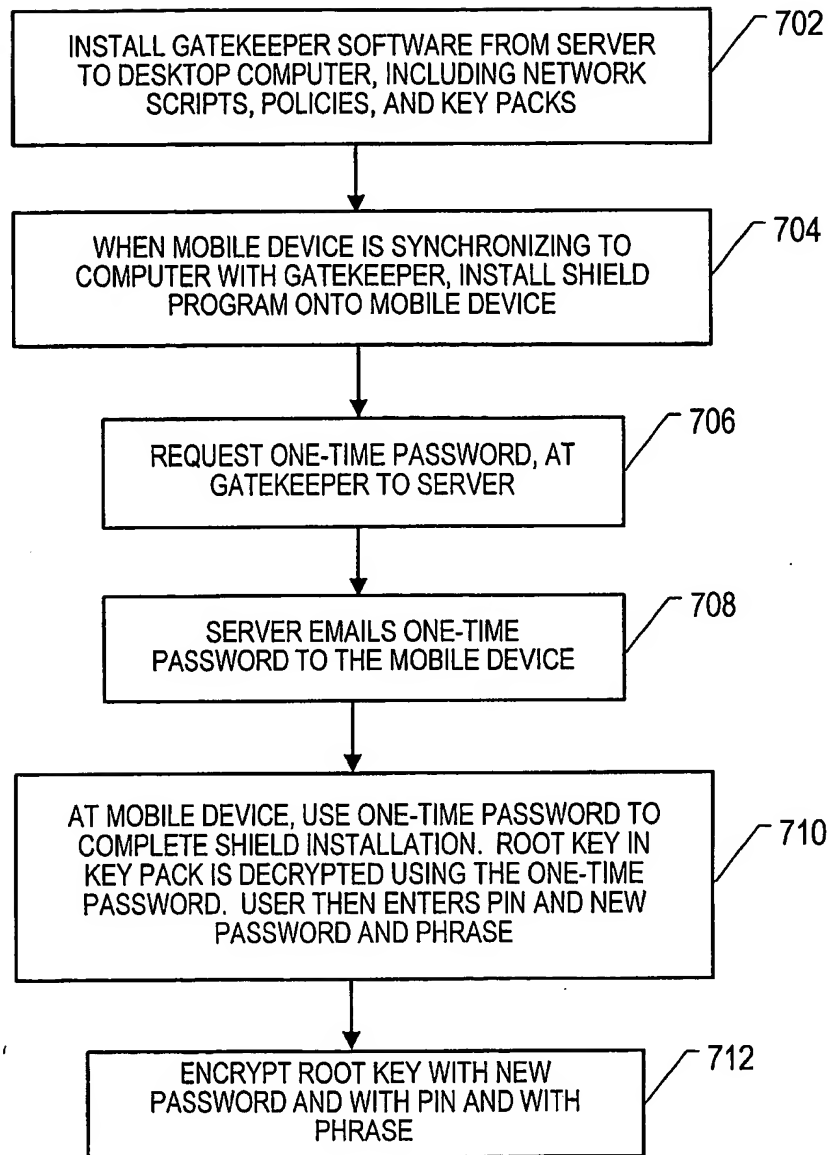 INSTALL GATEKEEPER SOFTWARE FROM SERVER
TO DESKTOP COMPUTER, INCLUDING NETWORK
SCRIPTS, POLICIES, AND KEY PACKS
702
WHEN MOBILE DEVICE IS SYNCHRONIZING TO
COMPUTER WITH GATEKEEPER, INSTALL SHIELD
PROGRAM ONTO MOBILE DEVICE
704
REQUEST ONE-TIME PASSWORD, AT
GATEKEEPER TO SERVER
706
SERVER EMAILS ONE-TIME
PASSWORD TO THE MOBILE DEVICE
708
AT MOBILE DEVICE, USE ONE-TIME PASSWORD TO
COMPLETE SHIELD INSTALLATION. ROOT KEY IN
KEY PACK IS DECRYPTED USING THE ONE-TIME
PASSWORD. USER THEN ENTERS PIN AND NEW
PASSWORD AND PHRASE
710
ENCRYPT ROOT KEY WITH NEW
PASSWORD AND WITH PIN AND WITH
PHRASE
712